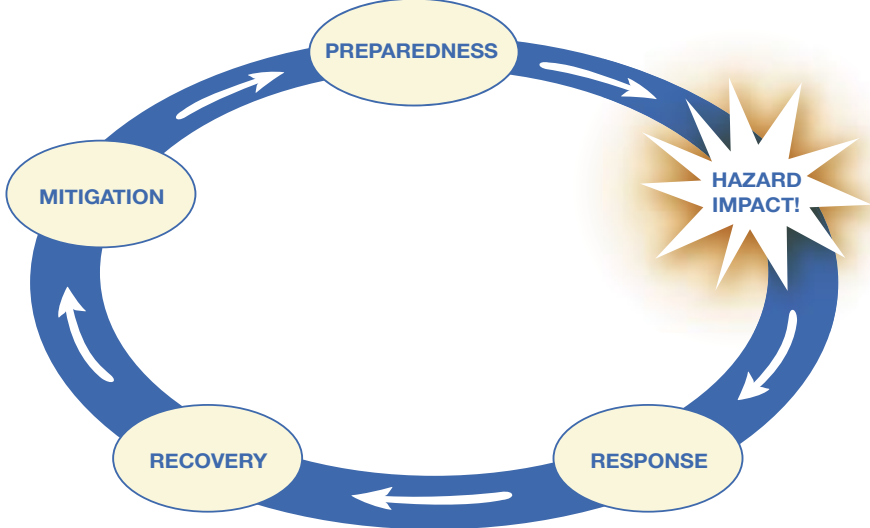 PREPAREDNESS
HAZARD
IMPACT!
MITIGATION
RECOVERY
RESPONSE